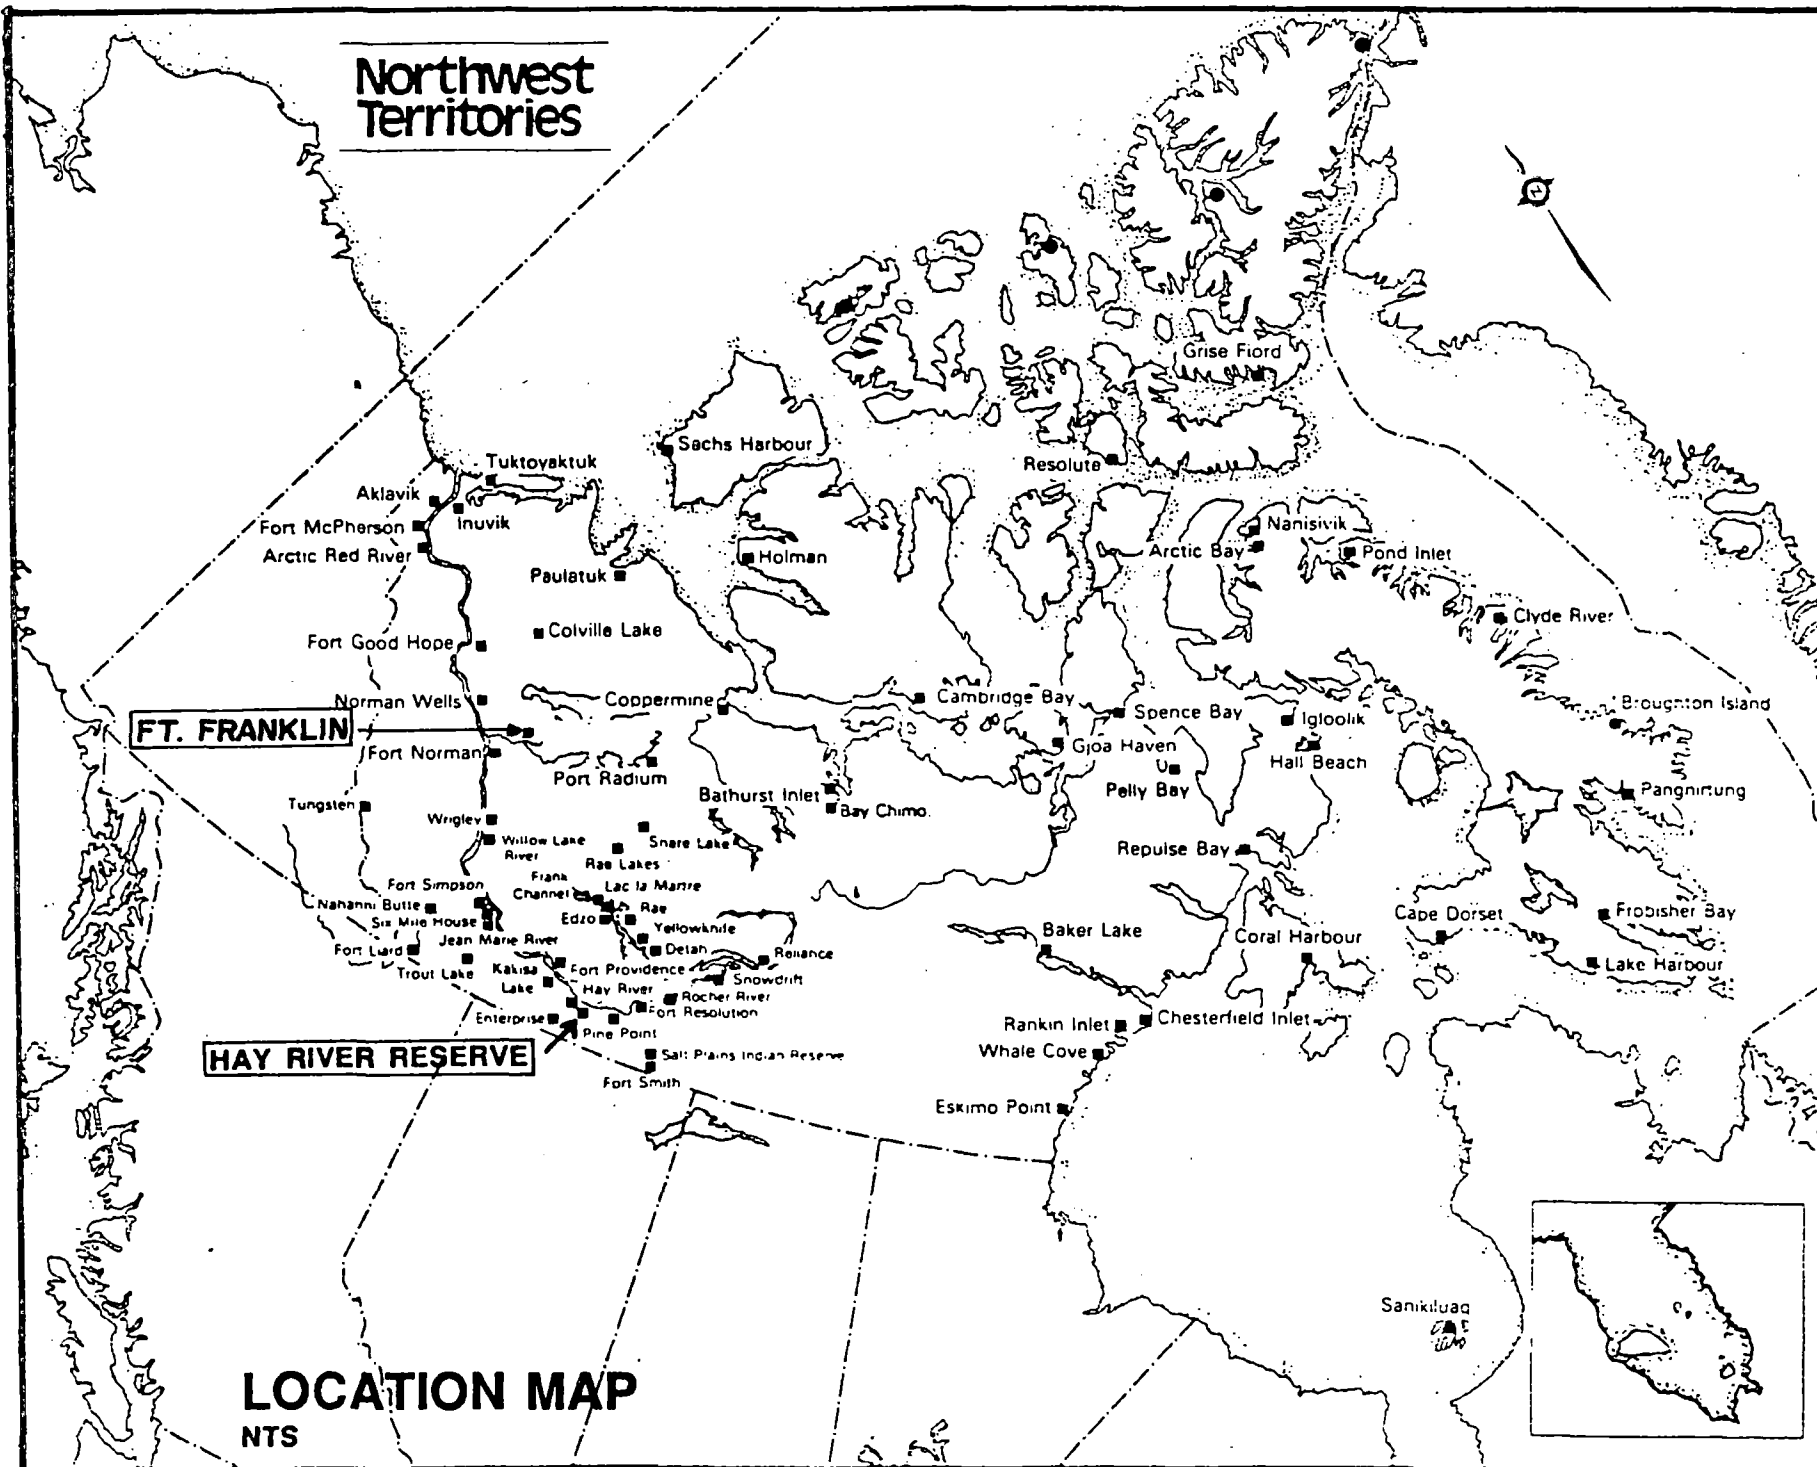 Northwest
Territories
Grise Fiord
Sachs Harbour
Resolute
Tuktoyaktuk
Aklavik
Inuvik
Fort McPherson
Arctic Red River
Nanisivik
Arctic Bay
Pond Inlet
Holman
Paulatuk
Clyde River
Colville Lake
Fort Good Hope
Norman Wells
Coppermine
Cambridge Bay
Spence Bay
Igloolik
Broughton Island
FT. FRANKLIN
Fort Norman
Gjoa Haven
Hall Beach
Port Radium
Pelly Bay
Pangnirtung
Bathurst Inlet
Bay Chimo
Tungsten
Wrigley
Willow Lake
River
Snare Lake
Rae Lakes
Repulse Bay
Frank
Channel
Lac la Martre
Fort Simpson
Nahanni Butte
Rae
Edzo
Six Mile House
Yellowknife
Cape Dorset
Frobisher Bay
Baker Lake
Coral Harbour
Jean Marie River
Detah
Fort Liard
Reliance
Trout Lake
Kakisa
Lake
Fort Providence
Snowdrift
Lake Harbour
Hay River
Rocher River
Fort Resolution
Enterprise
Pine Point
Rankin Inlet
Chesterfield Inlet
Whale Cove
HAY RIVER RESERVE
Salt Plains Indian Reserve
Fort Smith
Eskimo Point
Sanikiluaq
LOCATION MAP
NTS